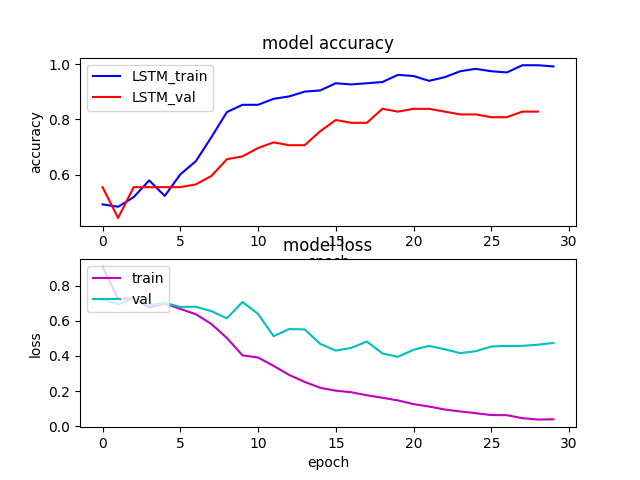 model accuracy
1.0
0.8
0.6
accuracy
LSTM_train
LSTM_val
0 5 10 15 20 25 30
epoch
model loss
0.8
0.6
0.4
0.2
0.0
loss
train
val
0 5 10 15 20 25 30
epoch